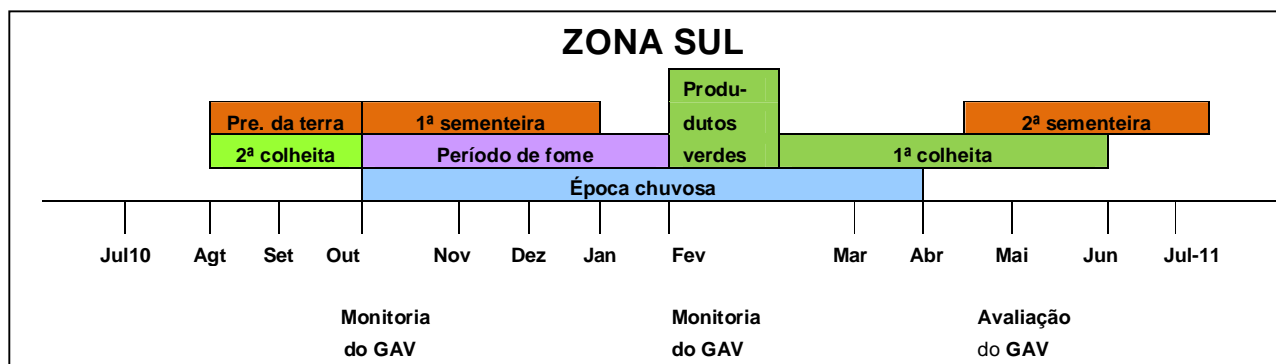 ZONA SUL
Produ-
dutos
verdes
Pre. da terra 1ª sementeira 2ª sementeira
2ª colheita Período de fome 1ª colheita
Época chuvosa
Jul10 Agt Set Out Nov Dez Jan Fev Mar Abr Mai Jun Jul-11
Monitoria Monitoria Avaliação
do GAV do GAV do GAV